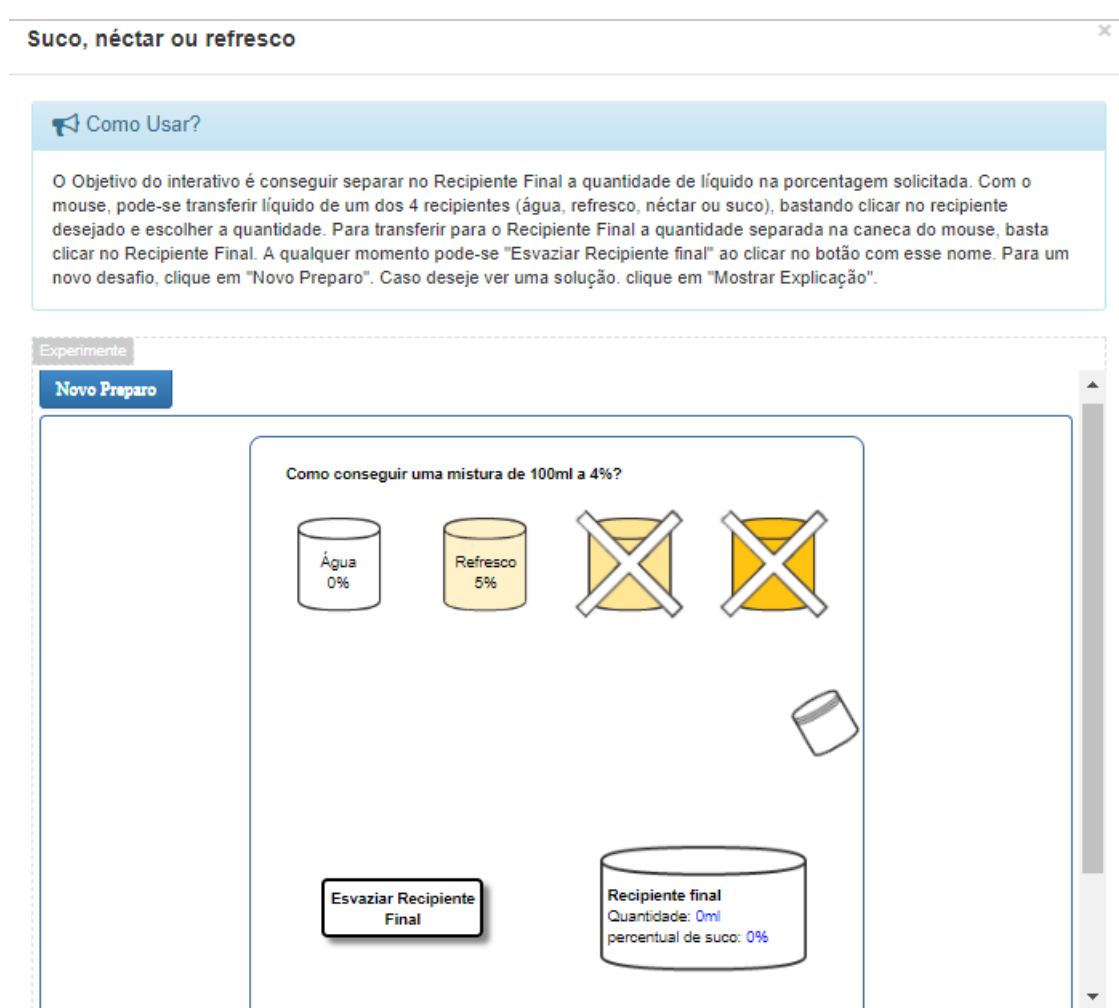 Suco, néctar ou refresco
×
Como Usar?
O Objetivo do interativo é conseguir separar no Recipiente Final a quantidade de líquido na porcentagem solicitada. Com o
mouse, pode-se transferir líquido de um dos 4 recipientes (água, refresco, néctar ou suco), bastando clicar no recipiente
desejado e escolher a quantidade. Para transferir para o Recipiente Final a quantidade separada na caneca do mouse, basta
clicar no Recipiente Final. A qualquer momento pode-se "Esvaziar Recipiente final" ao clicar no botão com esse nome. Para um
novo desafio, clique em "Novo Preparo". Caso deseje ver uma solução. clique em "Mostrar Explicação".
Experimente
Novo Preparo
Como conseguir uma mistura de 100ml a 4%?
Água
0%
Refresco
5%
Esvaziar Recipiente
Final
Recipiente final
Quantidade: 0ml
percentual de suco: 0%